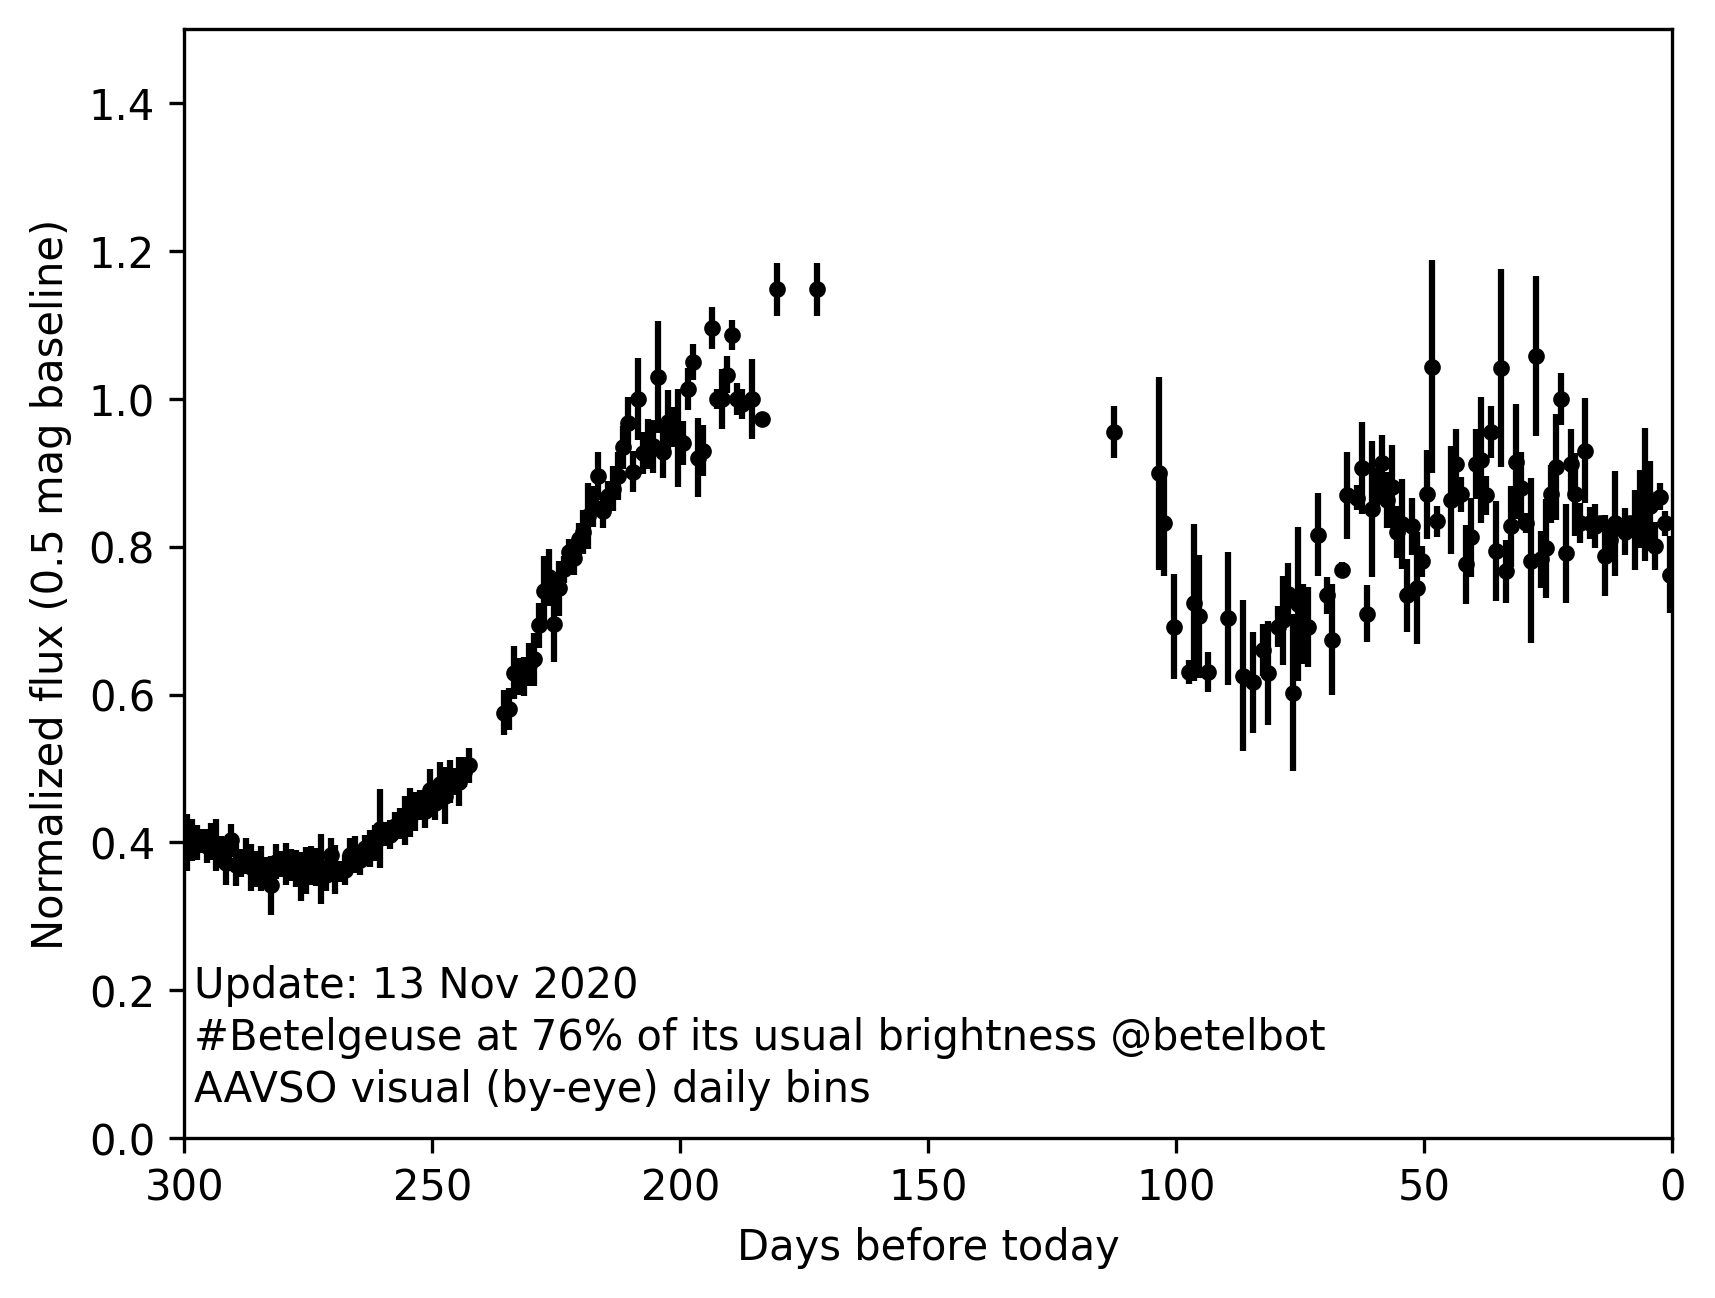 1.4
1.2
1.0
0.8
0.6
0.4
0.2
0.0
Normalized flux (0.5 mag baseline)
Update: 13 Nov 2020
#Betelgeuse at 76% of its usual brightness @betelbot
AAVSO visual (by-eye) daily bins
300 250 200 150 100 50 0
Days before today